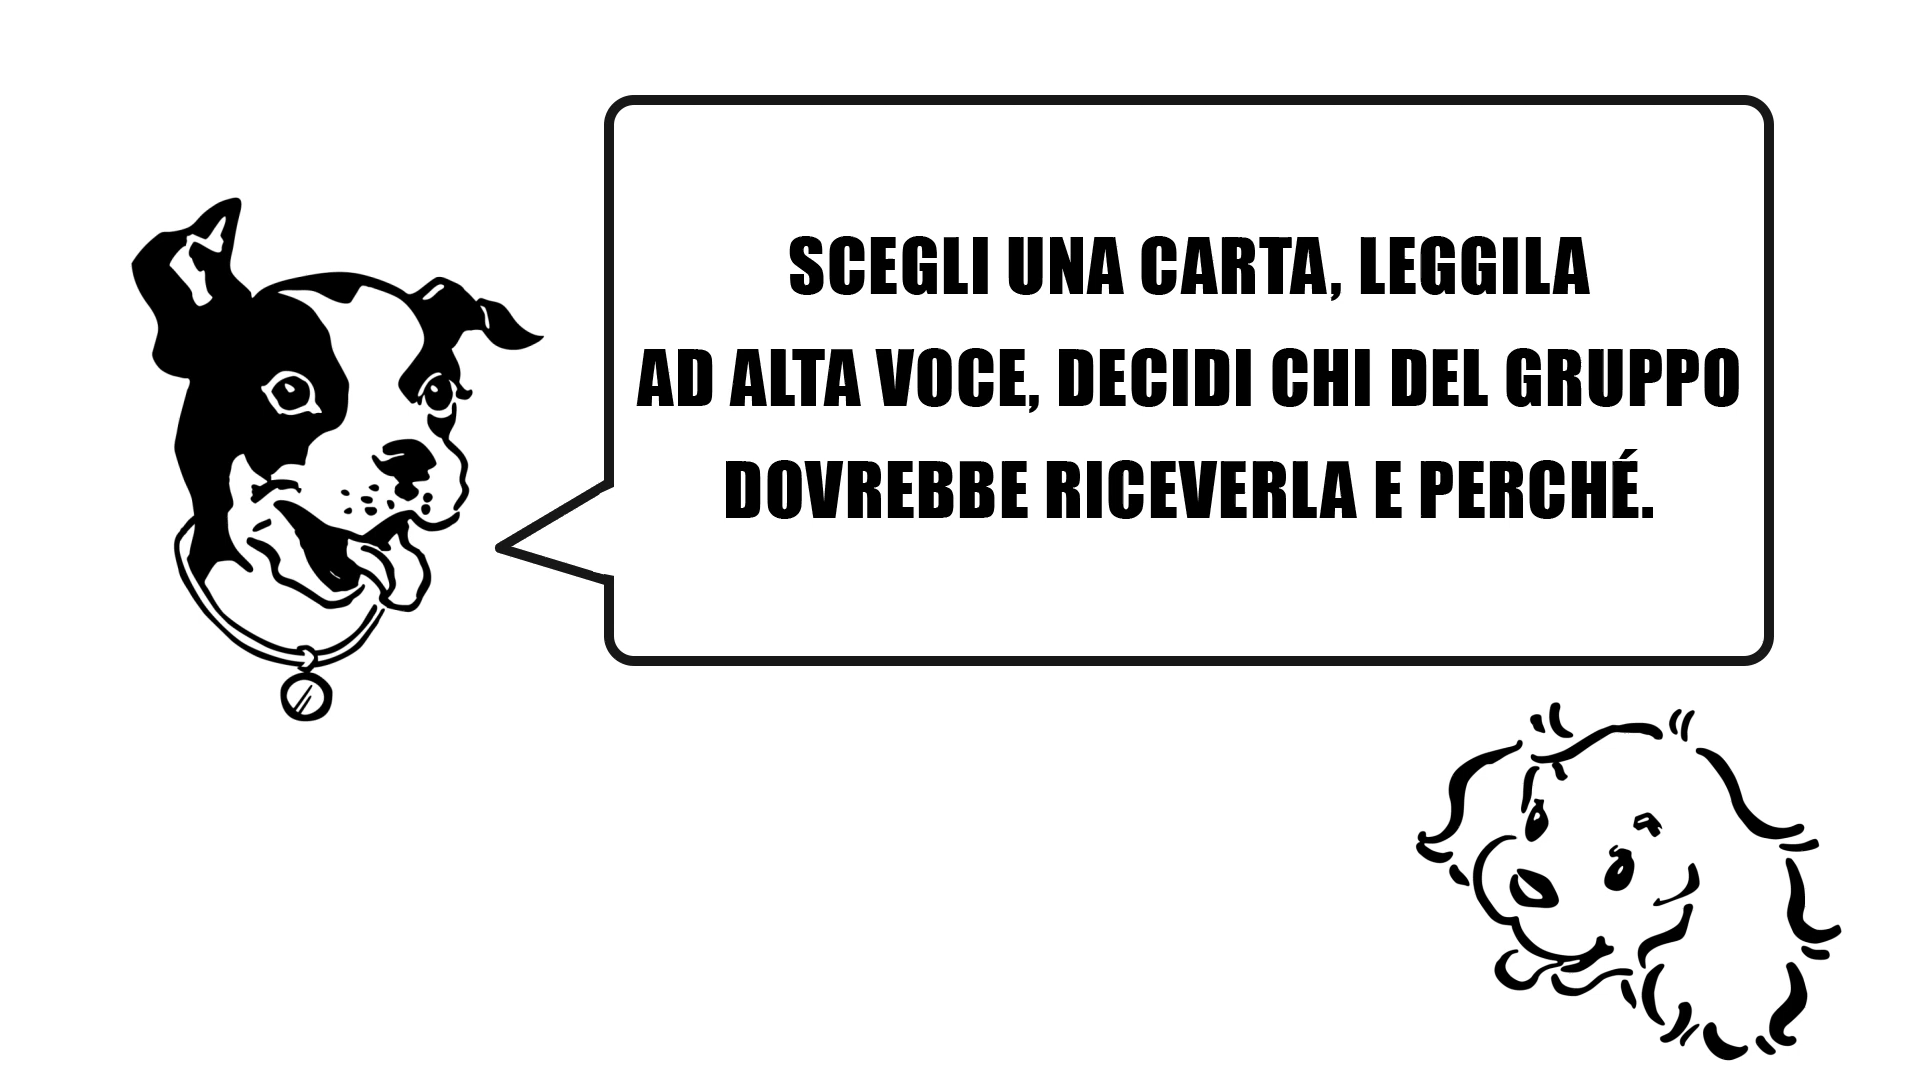 SCEGLI UNA CARTA, LEGGILA
AD ALTA VOCE, DECIDI CHI DEL GRUPPO
DOVREBBE RICEVERLA E PERCHÉ.